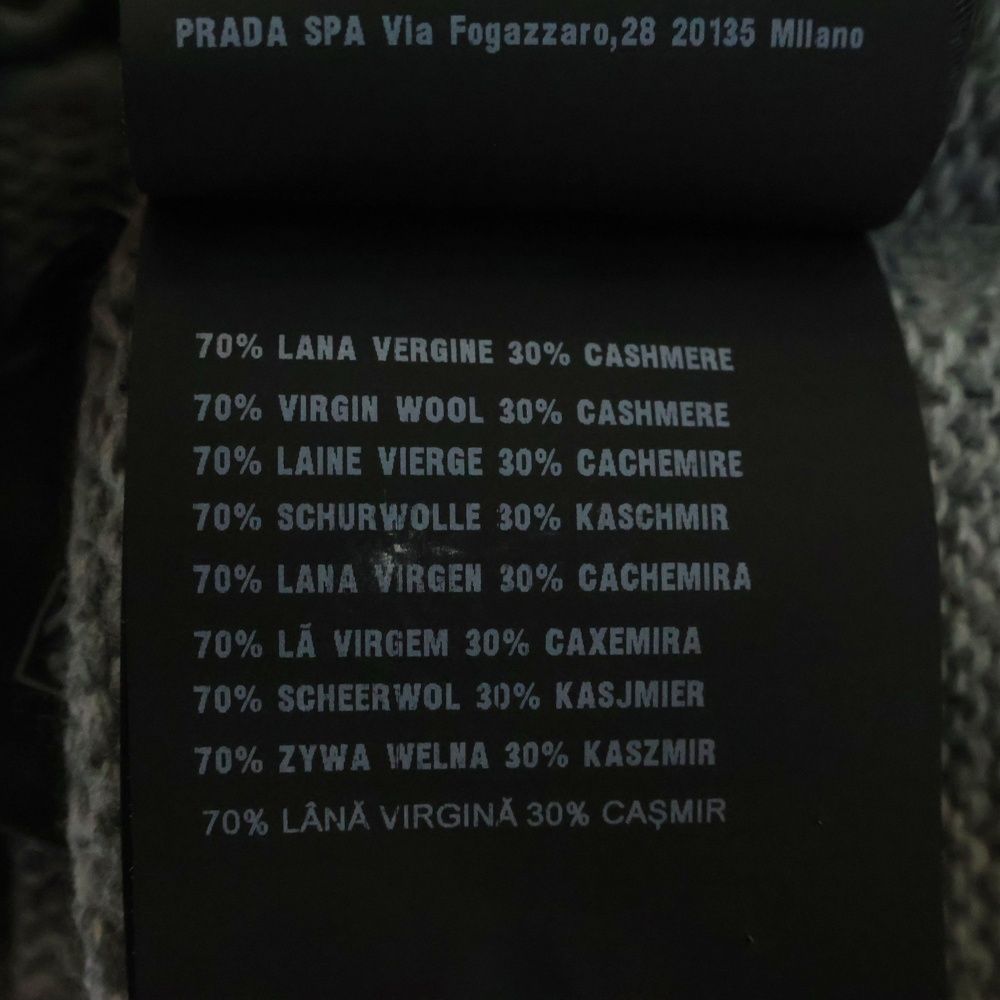 PRADA SPA Via Fogazzaro,28 20135 Milano
70% LANA VERGINE 30% CASHMERE
70% VIRGIN WOOL 30% CASHMERE
70% LAINE VIERGE 30% CACHEMIRE
70% SCHURWOLLE 30% KASCHMIR
70% LANA VIRGEN 30% CACHEMIRA
70% LÃ VIRGEM 30% CAXEMIRA
70% SCHEERWOL 30% KASJMIER
70% ZYWA WELNA 30% KASZMIR
70% LÂNĂ VIRGINĂ 30% CAŞMIR